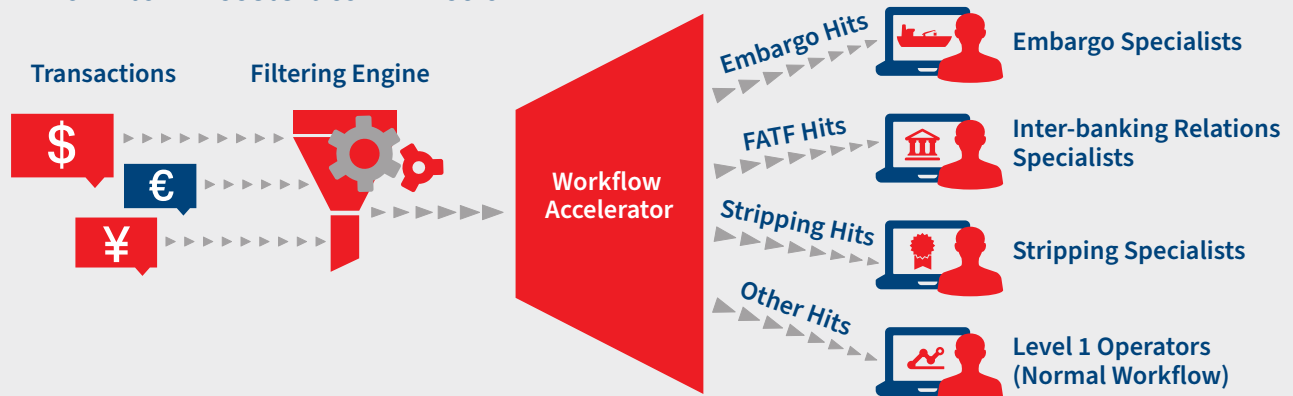 Transactions
Filtering Engine
$
€
¥
Workflow
Accelerator
Embargo Hits
Embargo Specialists
FATF Hits
Inter-banking Relations
Specialists
Stripping Hits
Stripping Specialists
Other Hits
Level 1 Operators
(Normal Workflow)